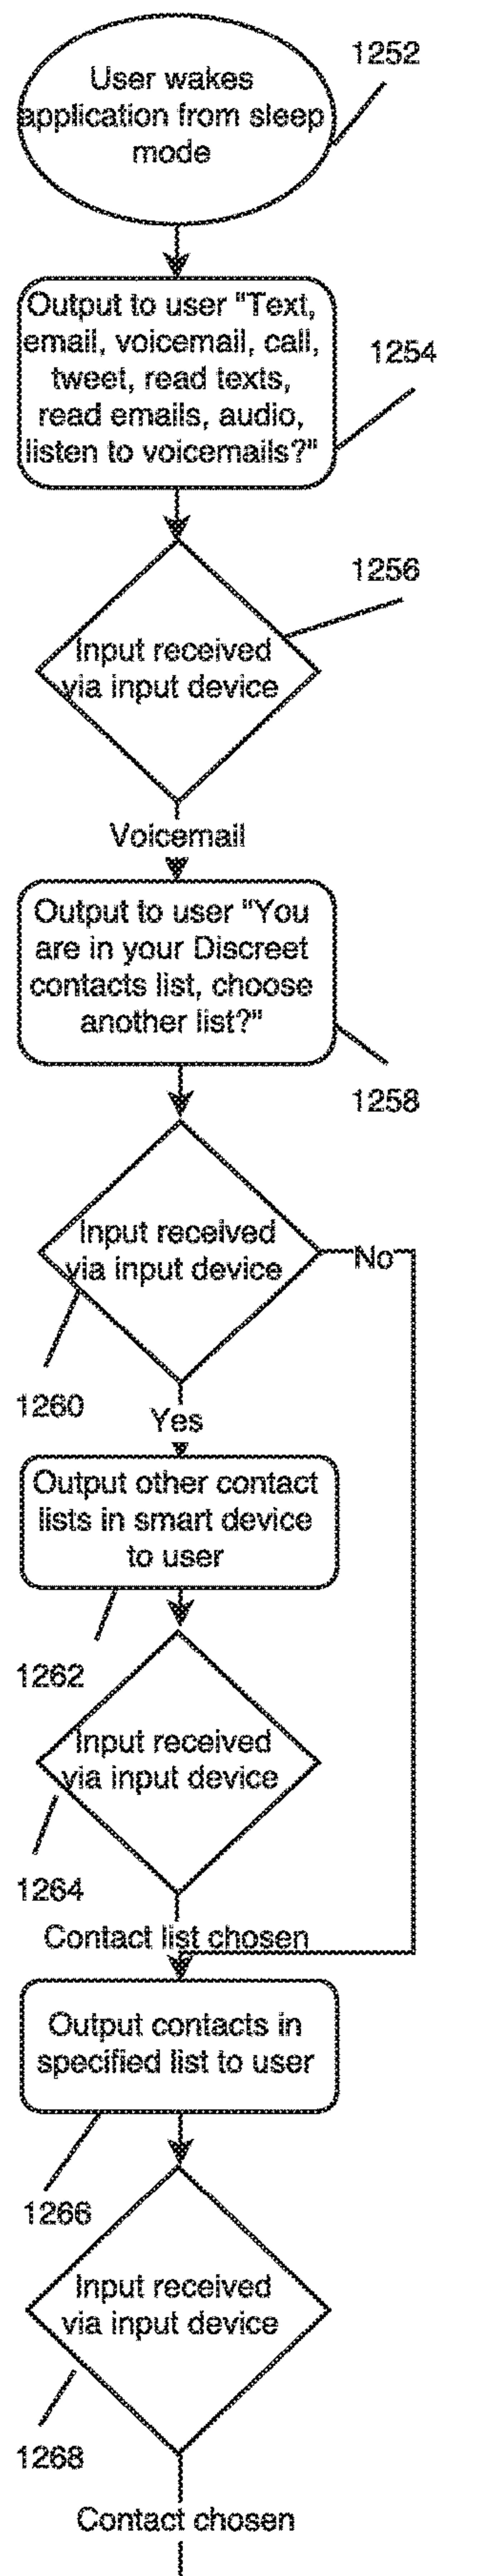 1252
User wakes
application from sleep
mode
Output to user "Text,
email, voicemail, call,
tweet, read texts,
read emails, audio,
listen to voicemails?"
1254
1256
Input received
via input device
Voicemail
Output to user "You
are in your Discreet
contacts list, choose
another list?"
1258
Input received
via input device
No
1260
Yes
Output other contact
lists in smart device
to user
1262
Input received
via input device
1264
Contact list chosen
Output contacts in
specified list to user
1266
Input received
via input device
1268
Contact chosen